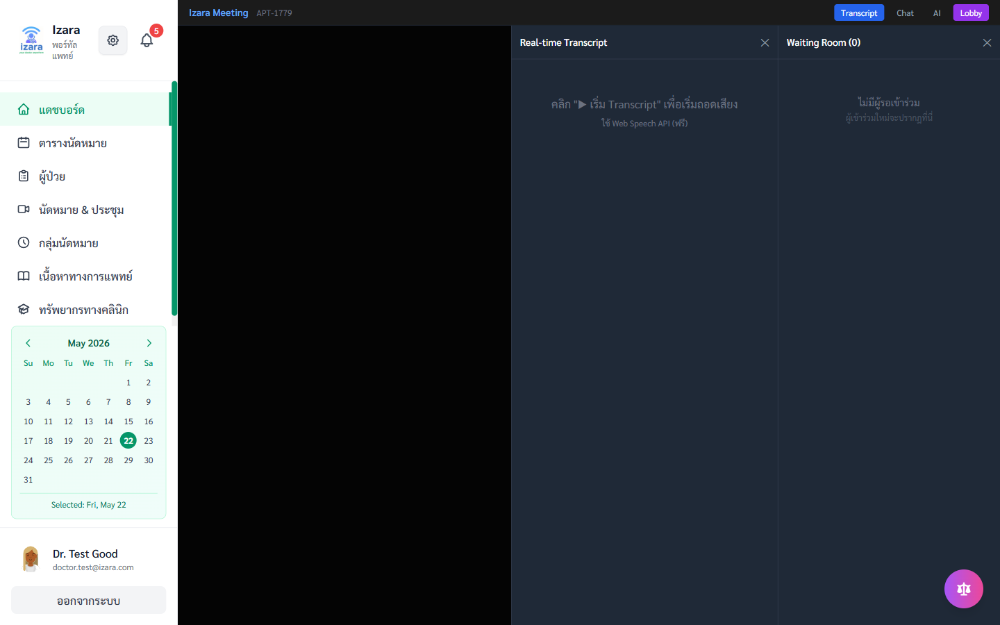 izara
Izara
พอร์ทัล
แพทย์
5
แดชบอร์ด
ตารางนัดหมาย
ผู้ป่วย
นัดหมาย & ประชุม
กลุ่มนัดหมาย
เนื้อหาทางการแพทย์
ทรัพยากรทางคลินิก
May 2026
Su Mo Tu We Th Fr Sa
1 2
3 4 5 6 7 8 9
10 11 12 13 14 15 16
17 18 19 20 21 22 23
24 25 26 27 28 29 30
31
Selected: Fri, May 22
Dr. Test Good
doctor.test@izara.com
ออกจากระบบ
Izara Meeting APT-1779
Transcript Chat AI Lobby
Real-time Transcript
คลิก "▶ เริ่ม Transcript" เพื่อเริ่มถอดเสียง
ใช้ Web Speech API (ฟรี)
Waiting Room (0)
ไม่มีผู้รอเข้าร่วม
ผู้เข้าร่วมใหม่จะปรากฏที่นี่